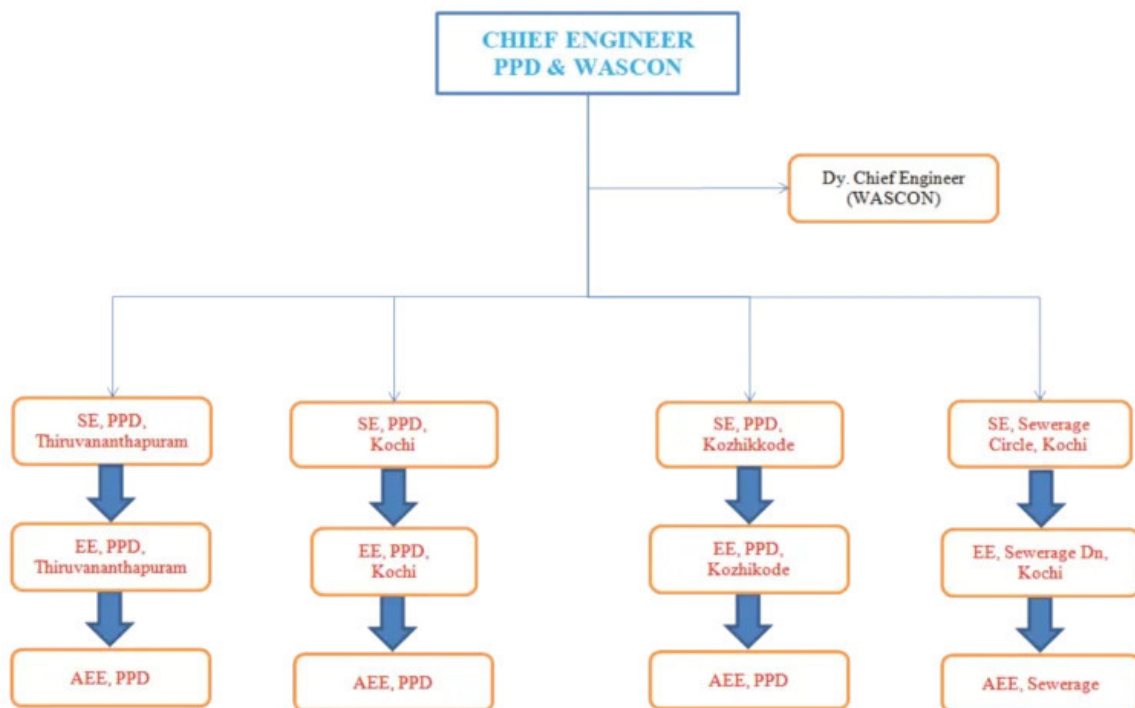 CHIEF ENGINEER
PPD & WASCON
Dy. Chief Engineer
(WASCON)
SE, PPD,
Thiruvananthapuram
SE, PPD,
Kochi
SE, PPD,
Kozhikkode
SE, Sewerage
Circle, Kochi
EE, PPD,
Thiruvananthapuram
EE, PPD,
Kochi
EE, PPD,
Kozhikode
EE, Sewerage Dn,
Kochi
AEE, PPD
AEE, PPD
AEE, PPD
AEE, Sewerage